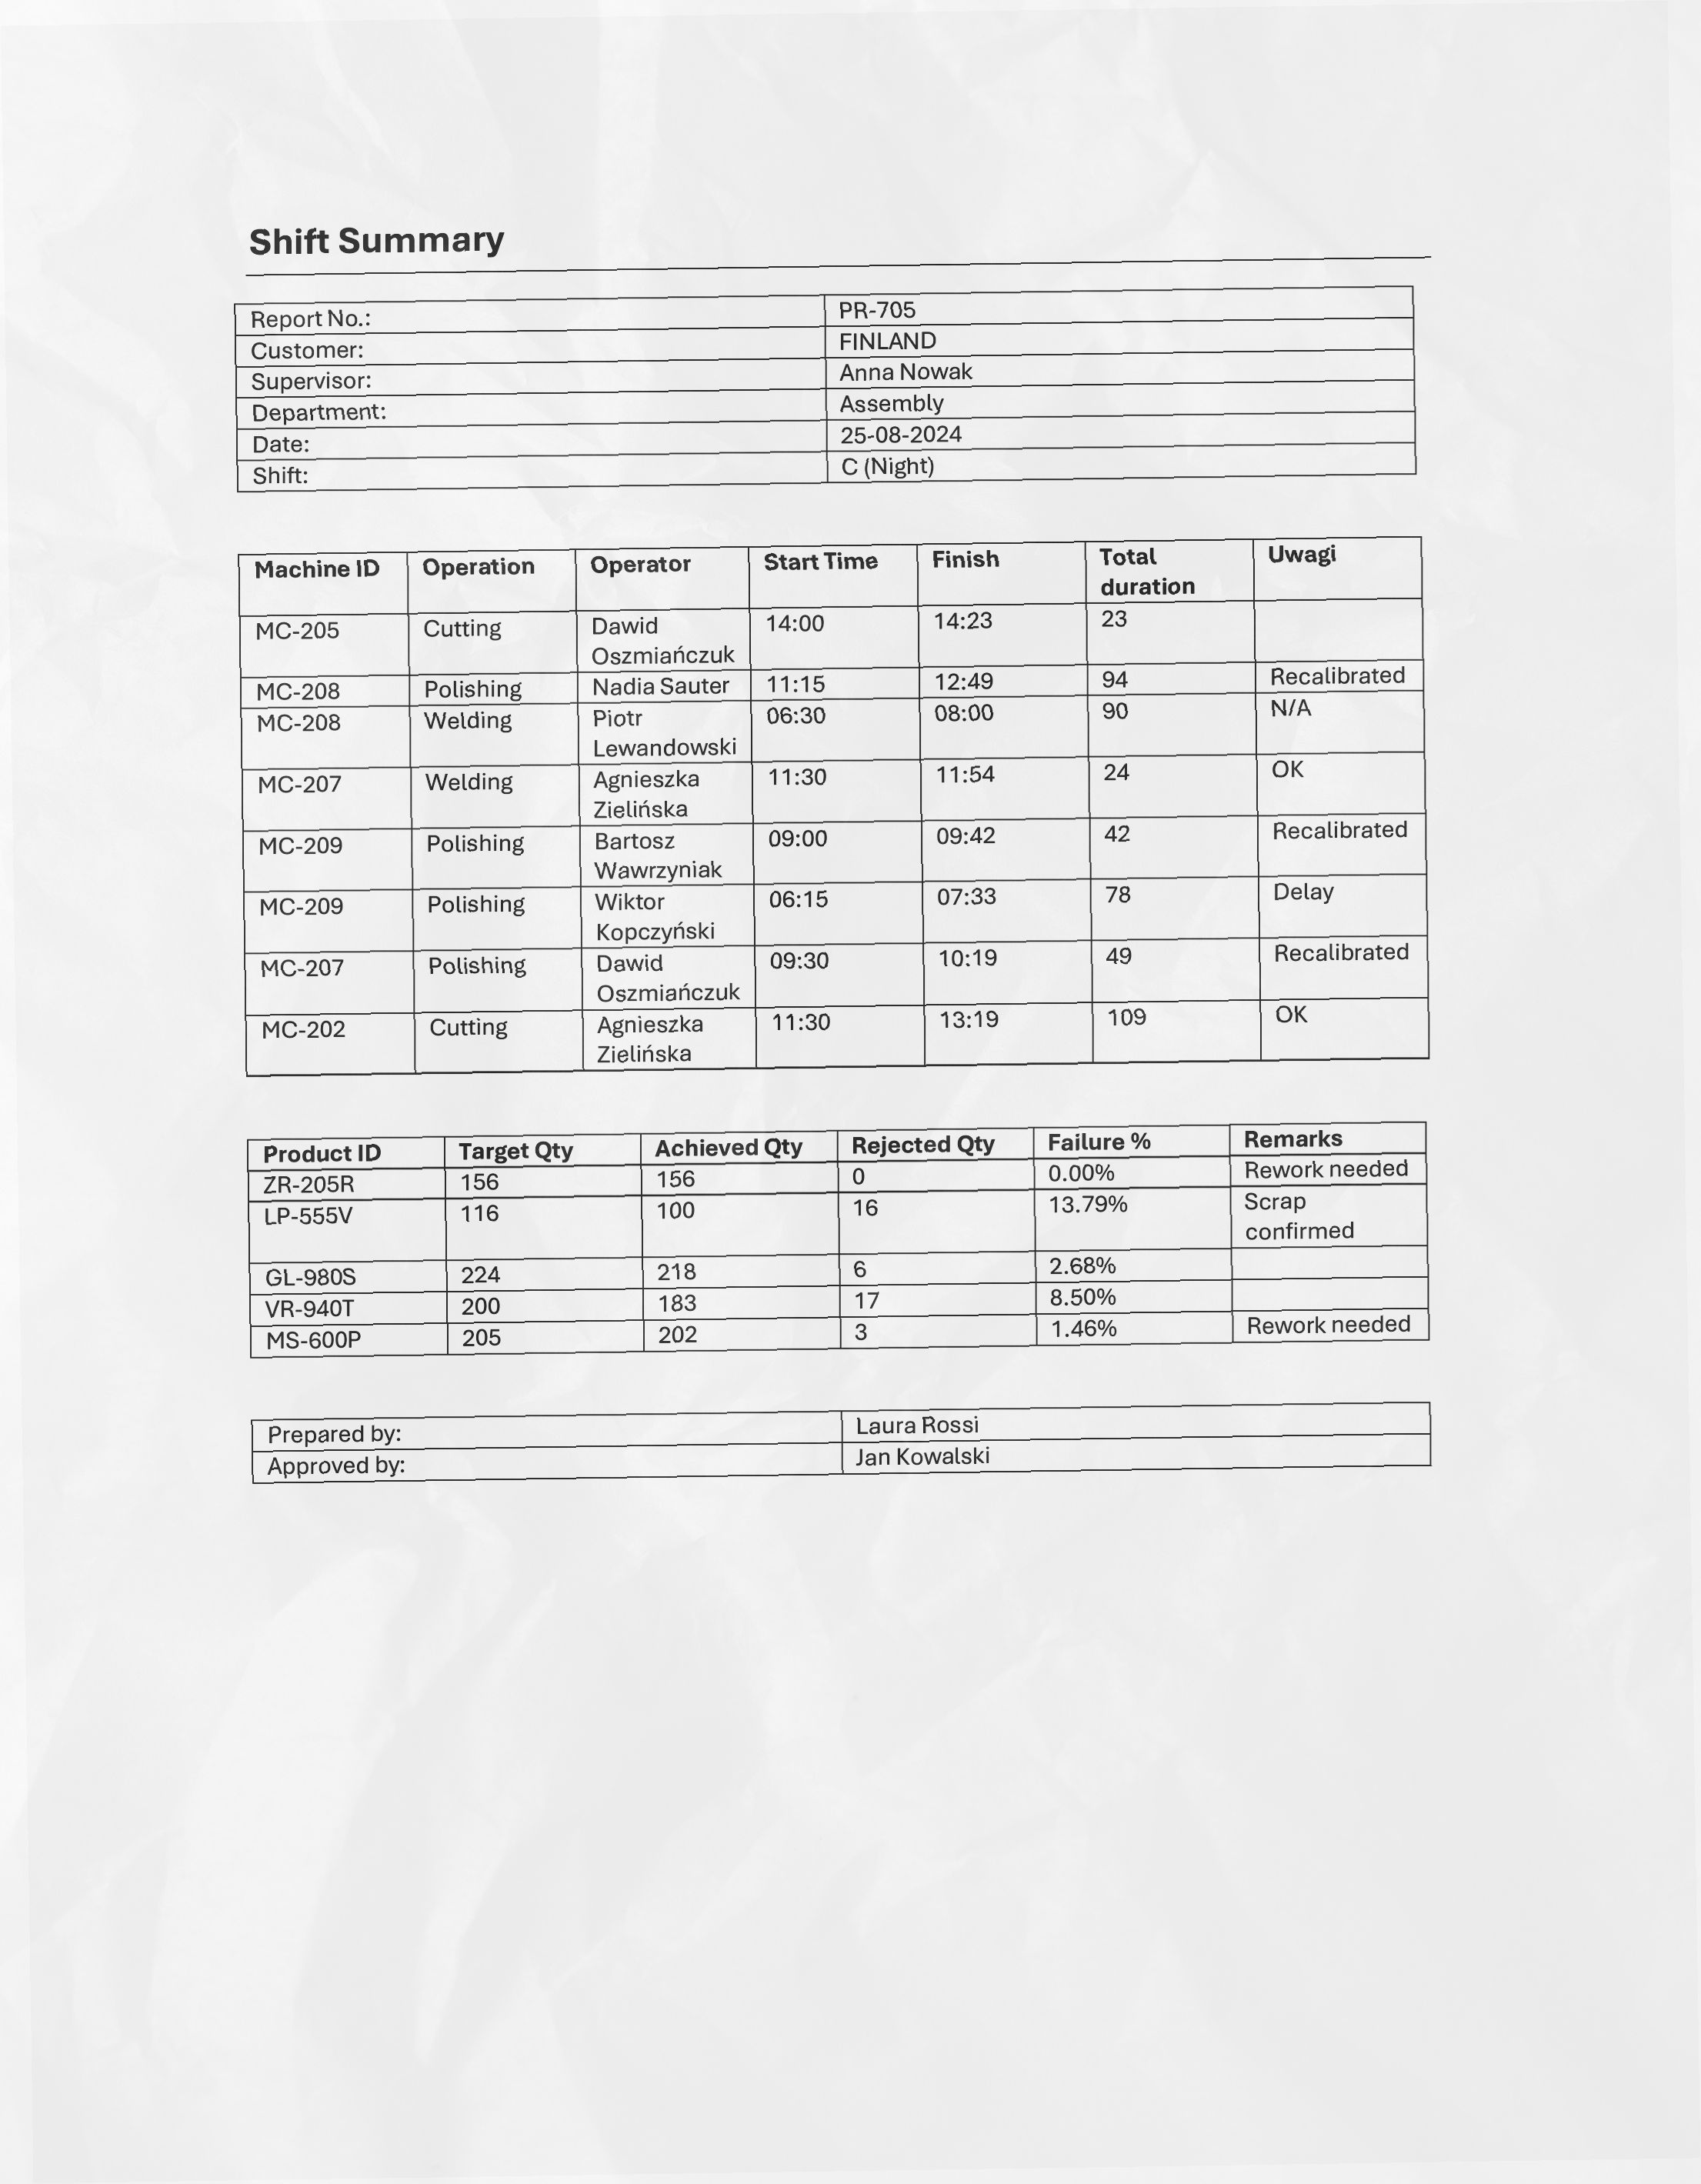 Shift Summary
Report No.: PR-705
Customer: FINLAND
Supervisor: Anna Nowak
Department: Assembly
Date: 25-08-2024
Shift: C (Night)
Machine ID Operation Operator Start Time Finish Total duration Uwagi
MC-205 Cutting Dawid Oszmiańczuk 14:00 14:23 23
MC-208 Polishing Nadia Sauter 11:15 12:49 94 Recalibrated
MC-208 Welding Piotr Lewandowski 06:30 08:00 90 N/A
MC-207 Welding Agnieszka Zielińska 11:30 11:54 24 OK
MC-209 Polishing Bartosz Wawrzyniak 09:00 09:42 42 Recalibrated
MC-209 Polishing Wiktor Kopczyński 06:15 07:33 78 Delay
MC-207 Polishing Dawid Oszmiańczuk 09:30 10:19 49 Recalibrated
MC-202 Cutting Agnieszka Zielińska 11:30 13:19 109 OK
Product ID Target Qty Achieved Qty Rejected Qty Failure % Remarks
ZR-205R 156 156 0 0.00% Rework needed
LP-555V 116 100 16 13.79% Scrap confirmed
GL-980S 224 218 6 2.68%
VR-940T 200 183 17 8.50%
MS-600P 205 202 3 1.46% Rework needed
Prepared by: Laura Rossi
Approved by: Jan Kowalski